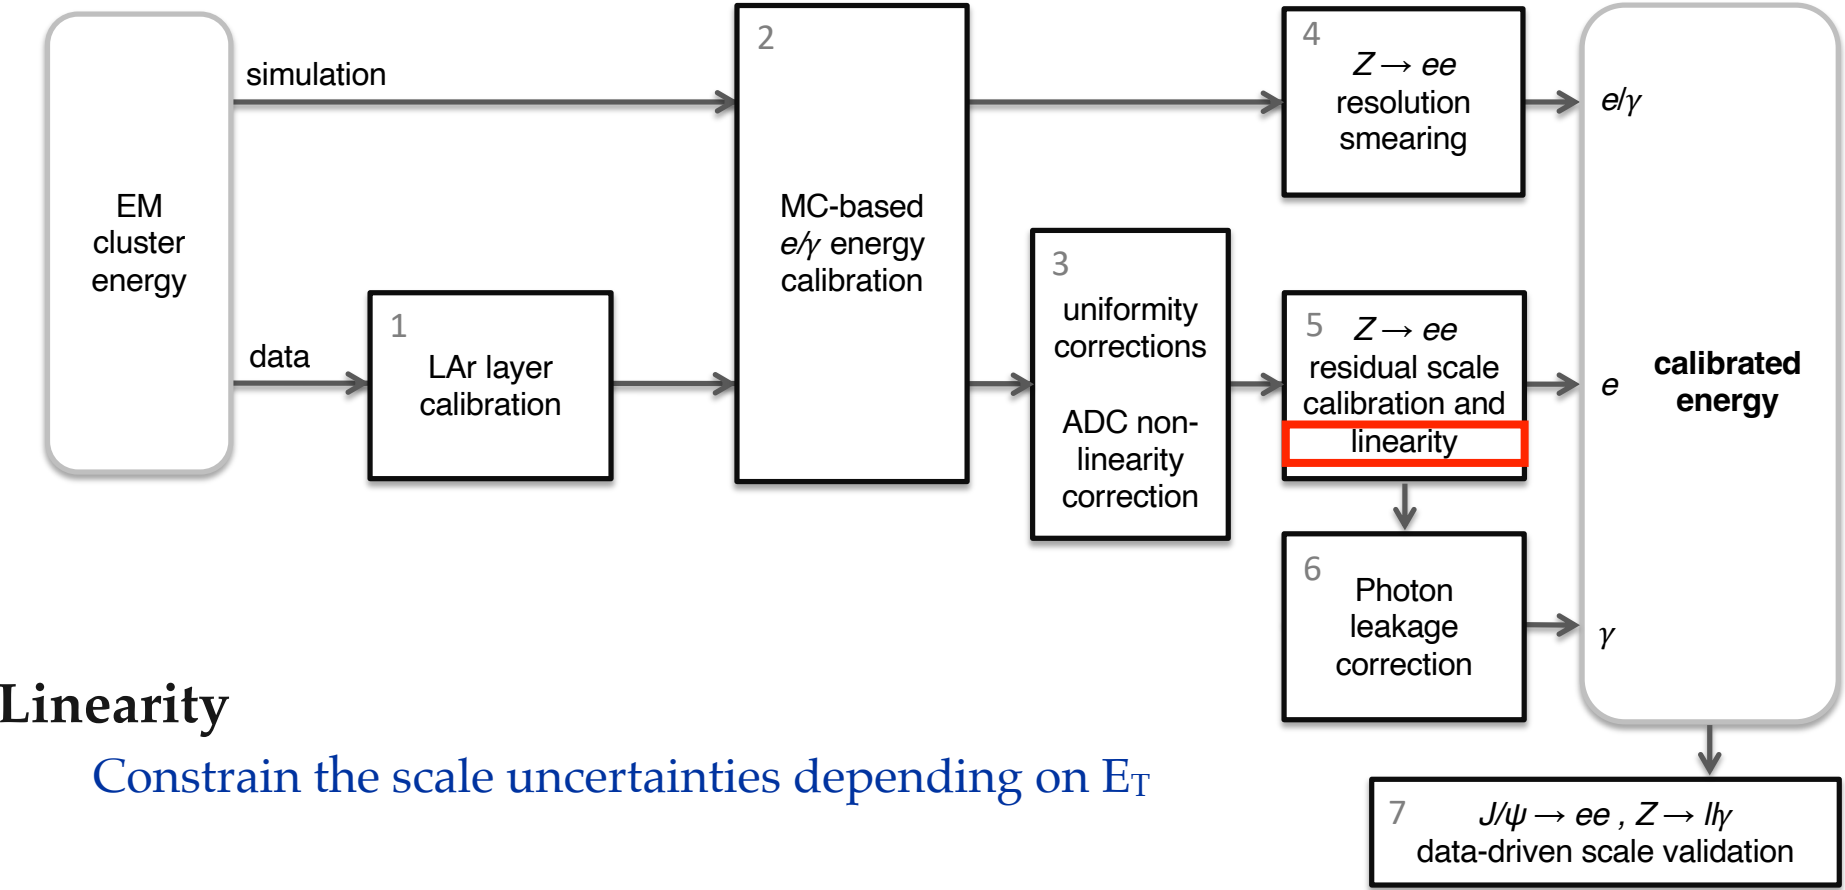 EM
cluster
energy
simulation
data
1
LAr layer
calibration
2
MC-based
e/γ energy
calibration
3
uniformity
corrections
ADC non-
linearity
correction
4
Z → ee
resolution
smearing
5
Z → ee
residual scale
calibration and
linearity
6
Photon
leakage
correction
e/γ
e
γ
calibrated
energy
7
J/ψ → ee , Z → llγ
data-driven scale validation
Linearity
Constrain the scale uncertainties depending on E_T